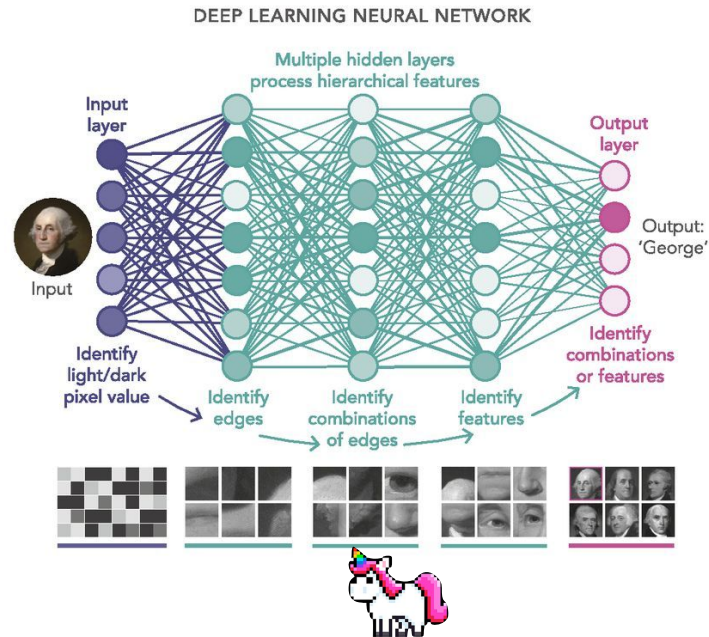 DEEP LEARNING NEURAL NETWORK
Multiple hidden layers
process hierarchical features
Input
layer
Output
layer
Input
Output:
‘George’
Identify
light/dark
pixel value
Identify
edges
Identify
combinations
of edges
Identify
features
Identify
combinations
or features